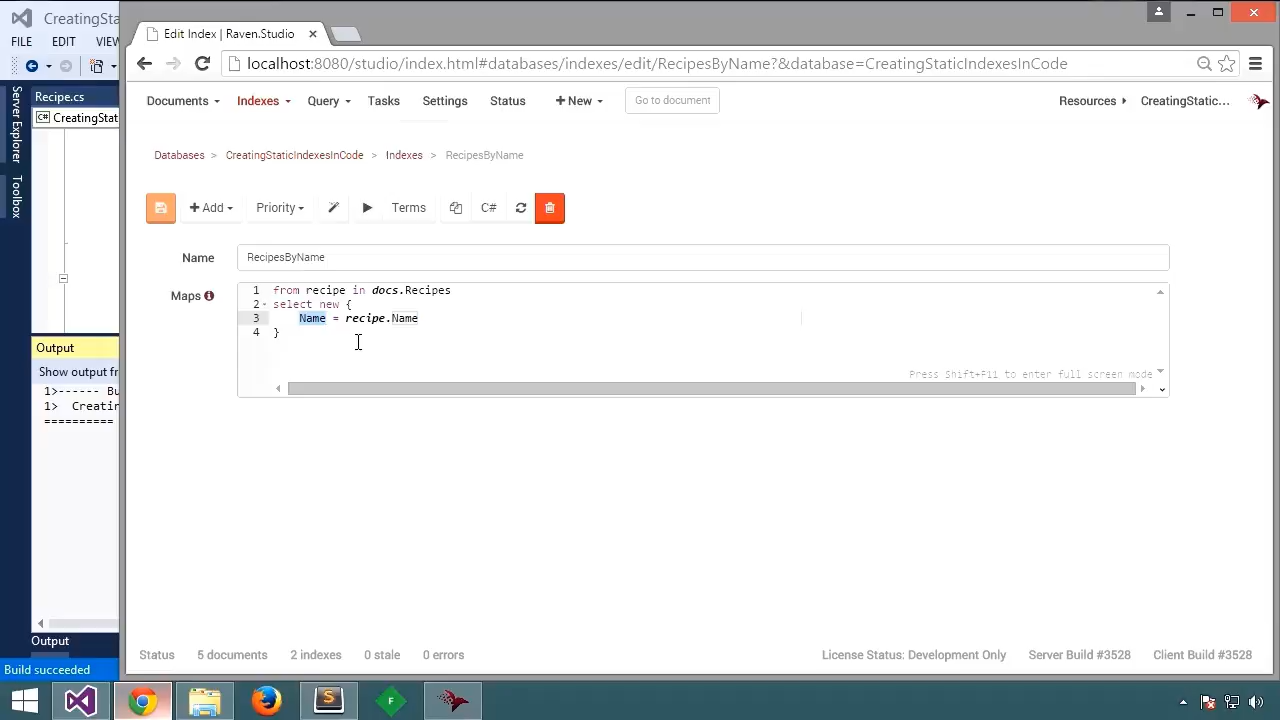 CreatingSta
FILE EDIT VIEW
Server Explorer
Toolbox
Recipe.cs
C# CreatingStat
Output
Show output fr
1>------ Bu
1> Creatin
==========
Output
Build succeeded
Edit Index | Raven.Studio
localhost:8080/studio/index.html#databases/indexes/edit/RecipesByName?&database=CreatingStaticIndexesInCode
Documents Indexes Query Tasks Settings Status + New Go to document Resources CreatingStatic...
Databases > CreatingStaticIndexesInCode > Indexes > RecipesByName
+ Add Priority Terms C#
Name RecipesByName
Maps
1 from recipe in docs.Recipes
2 select new {
3 Name = recipe.Name
4 }
Press Shift+F11 to enter full screen mode
Status 5 documents 2 indexes 0 stale 0 errors License Status: Development Only Server Build #3528 Client Build #3528
S
F